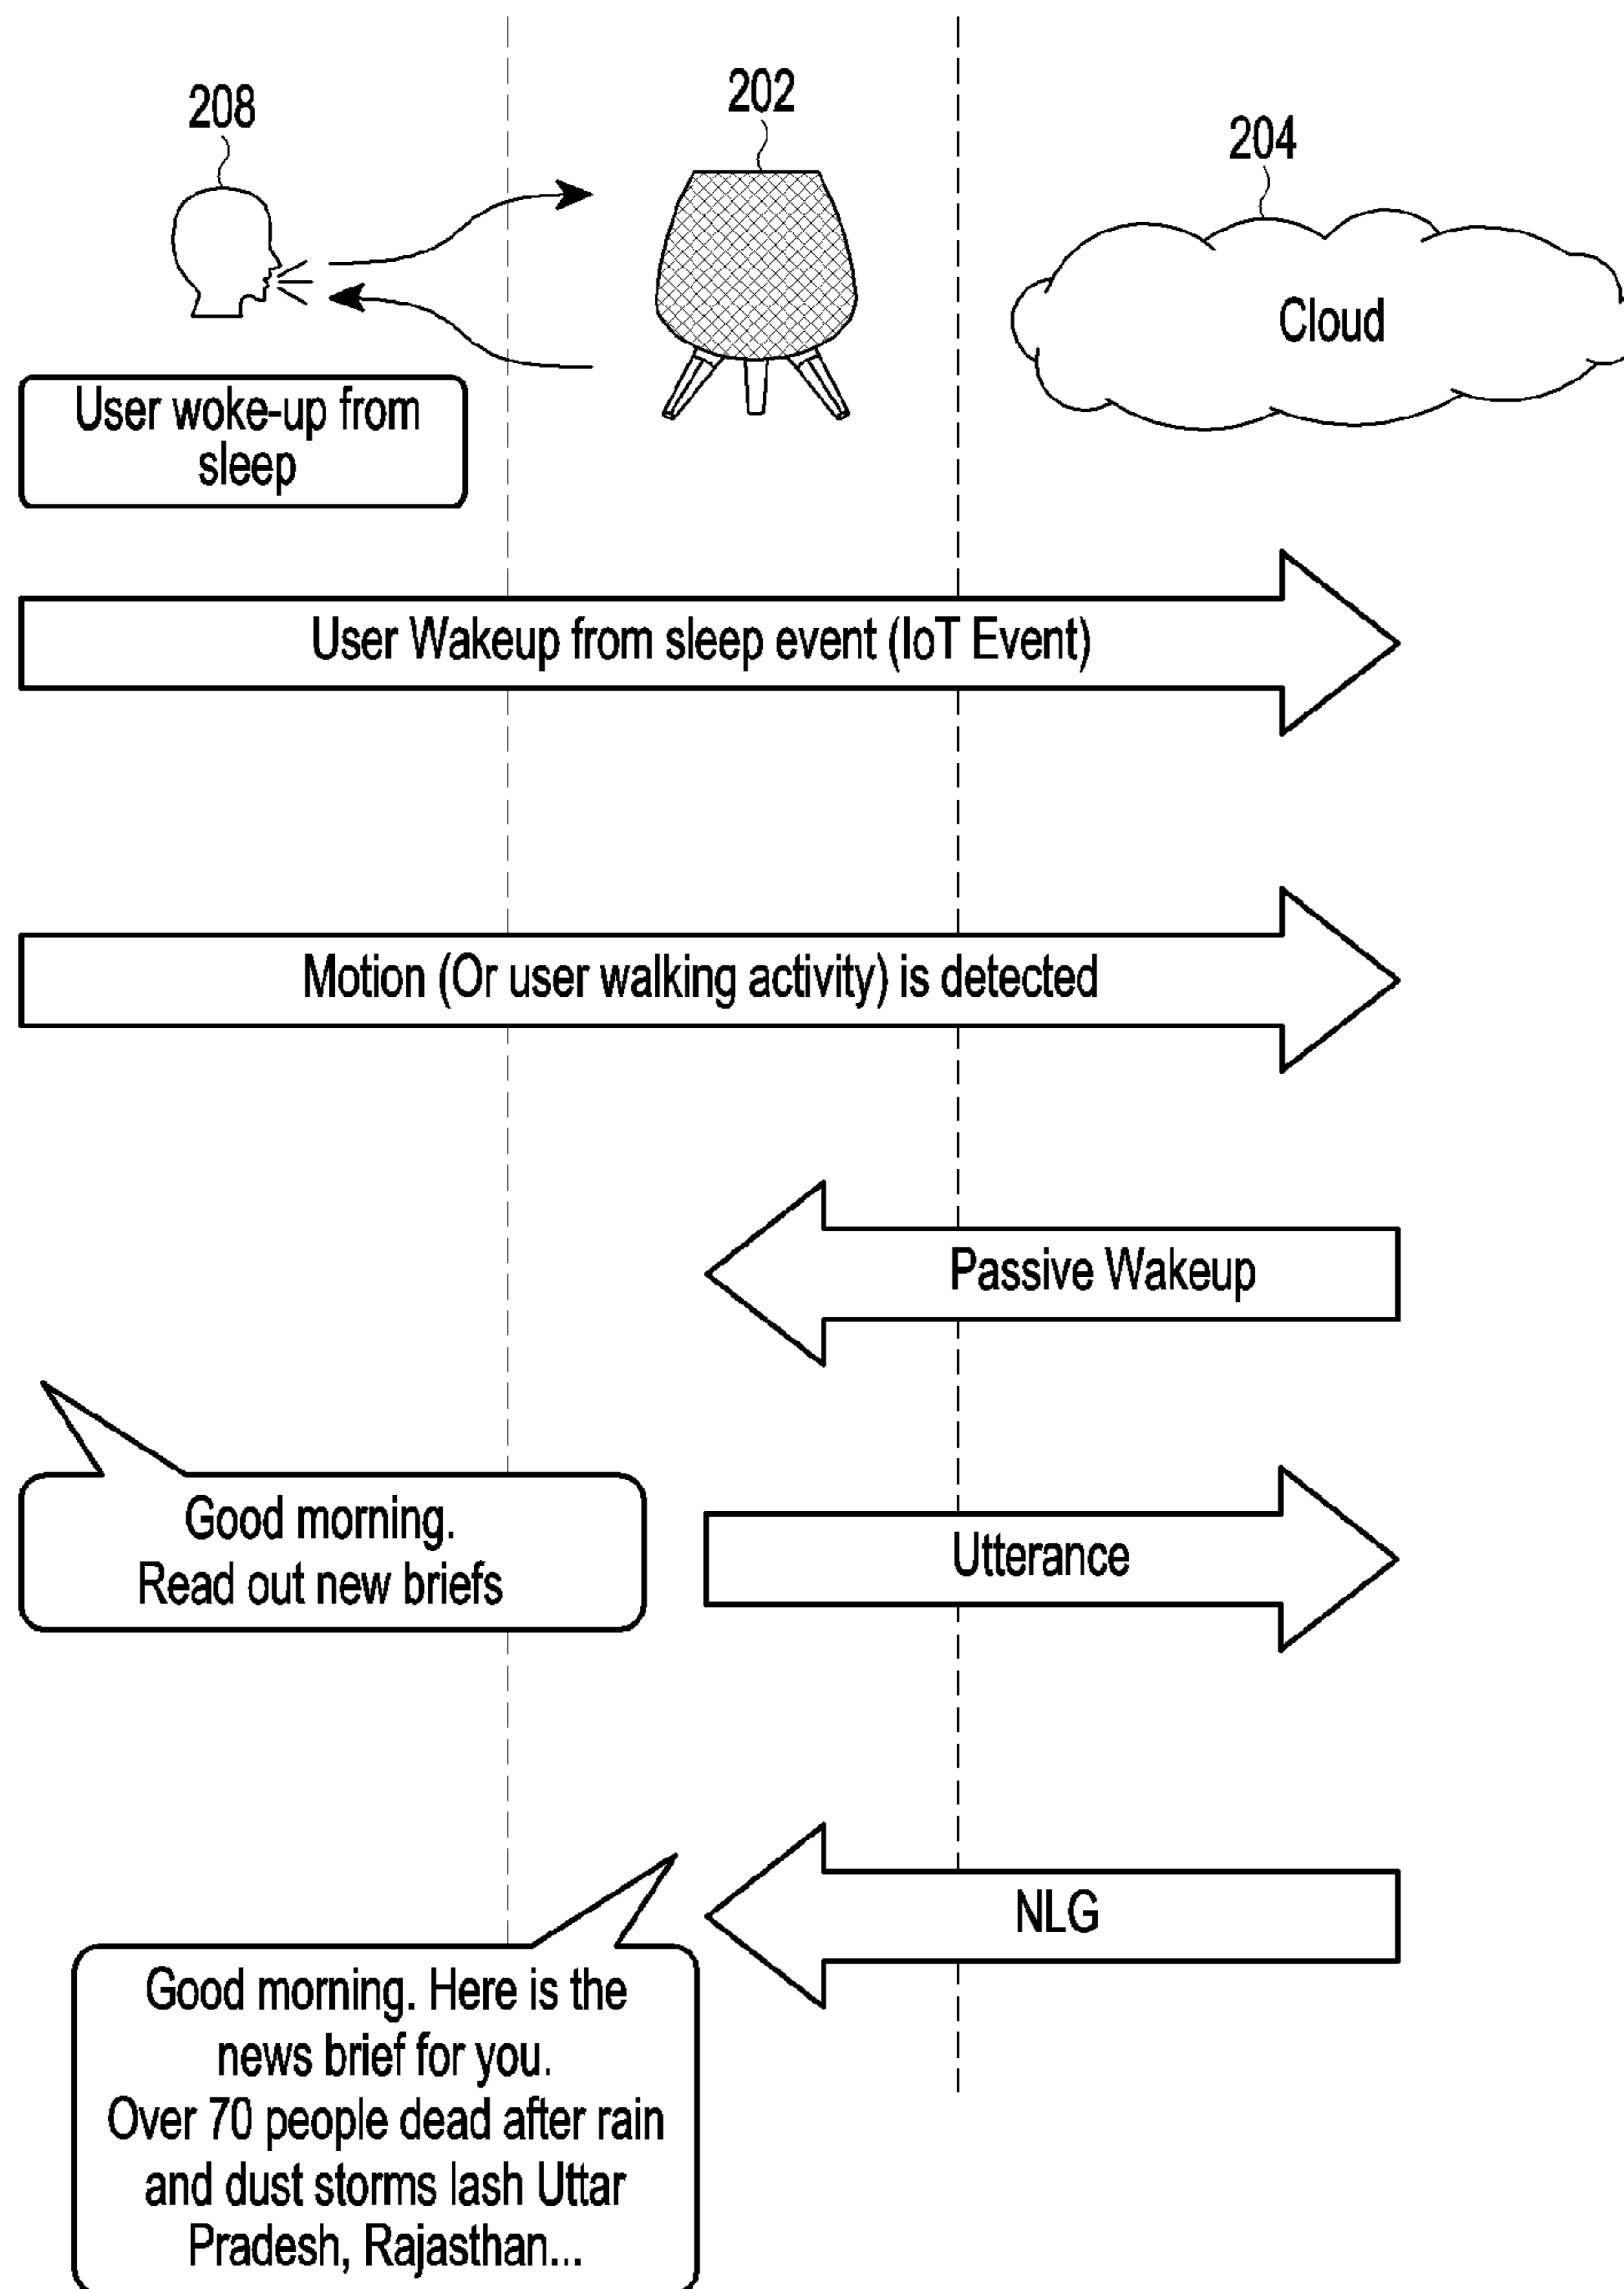 208
202
204
Cloud
User woke-up from
sleep
User Wakeup from sleep event (IoT Event)
Motion (Or user walking activity) is detected
Passive Wakeup
Good morning.
Read out new briefs
Utterance
NLG
Good morning. Here is the
news brief for you.
Over 70 people dead after rain
and dust storms lash Uttar
Pradesh, Rajasthan...